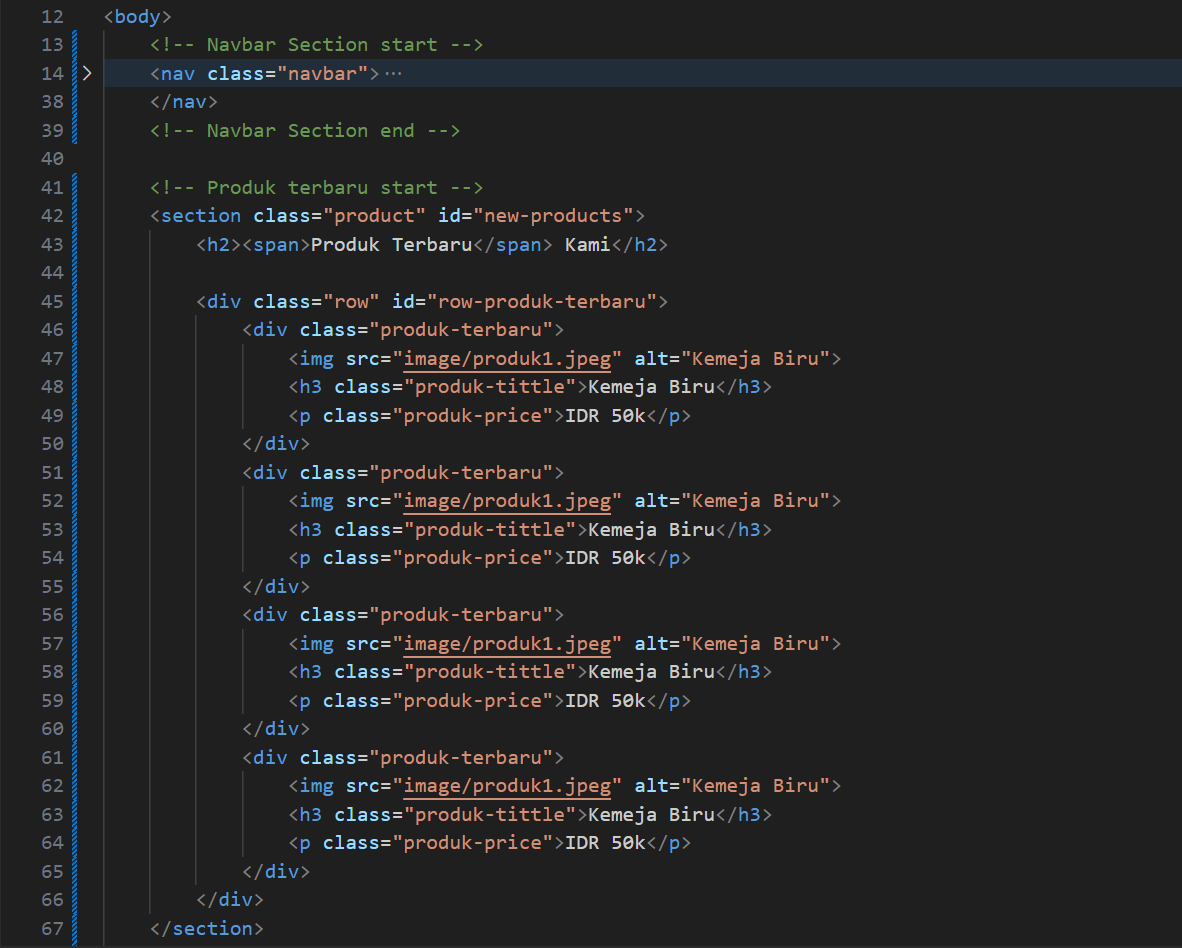 12 <body>
13 <!-- Navbar Section start -->
14 > <nav class="navbar">···
38 </nav>
39 <!-- Navbar Section end -->
40
41 <!-- Produk terbaru start -->
42 <section class="product" id="new-products">
43 <h2><span>Produk Terbaru</span> Kami</h2>
44
45 <div class="row" id="row-produk-terbaru">
46 <div class="produk-terbaru">
47 <img src="image/produk1.jpeg" alt="Kemeja Biru">
48 <h3 class="produk-tittle">Kemeja Biru</h3>
49 <p class="produk-price">IDR 50k</p>
50 </div>
51 <div class="produk-terbaru">
52 <img src="image/produk1.jpeg" alt="Kemeja Biru">
53 <h3 class="produk-tittle">Kemeja Biru</h3>
54 <p class="produk-price">IDR 50k</p>
55 </div>
56 <div class="produk-terbaru">
57 <img src="image/produk1.jpeg" alt="Kemeja Biru">
58 <h3 class="produk-tittle">Kemeja Biru</h3>
59 <p class="produk-price">IDR 50k</p>
60 </div>
61 <div class="produk-terbaru">
62 <img src="image/produk1.jpeg" alt="Kemeja Biru">
63 <h3 class="produk-tittle">Kemeja Biru</h3>
64 <p class="produk-price">IDR 50k</p>
65 </div>
66 </div>
67 </section>